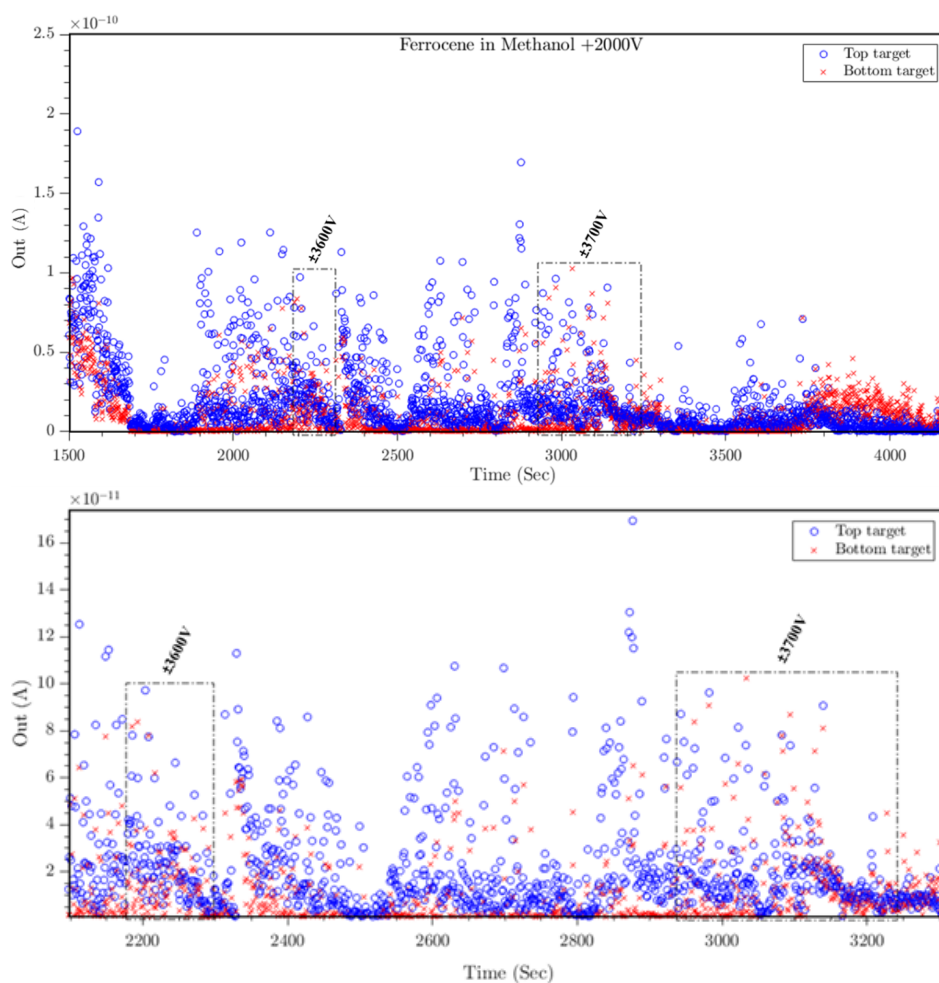 ×10⁻¹⁰
Ferrocene in Methanol +2000V
Top target
Bottom target
2.5
2
1.5
1
0.5
0
Out (A)
±3600V
±3700V
1500 2000 2500 3000 3500 4000
Time (Sec)
×10⁻¹¹
Top target
Bottom target
16
14
12
10
8
6
4
2
Out (A)
±3600V
±3700V
2200 2400 2600 2800 3000 3200
Time (Sec)